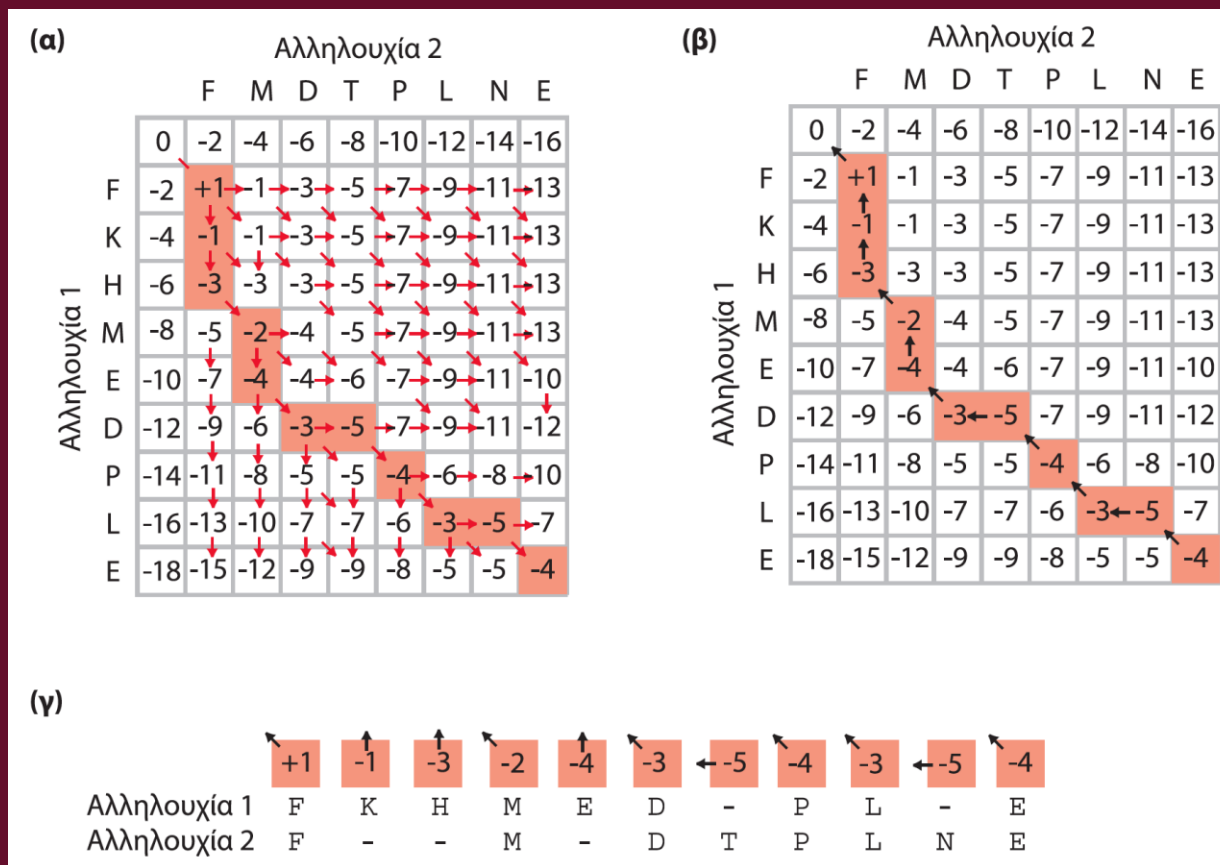 (α)
Αλληλουχία 2
F M D T P L N E
0 -2 -4 -6 -8 -10 -12 -14 -16
F -2 +1 -1 -3 -5 -7 -9 -11 -13
K -4 -1 -1 -3 -5 -7 -9 -11 -13
H -6 -3 -3 -3 -5 -7 -9 -11 -13
M -8 -5 -2 -4 -5 -7 -9 -11 -13
E -10 -7 -4 -4 -6 -7 -9 -11 -10
D -12 -9 -6 -3 -5 -7 -9 -11 -12
P -14 -11 -8 -5 -5 -4 -6 -8 -10
L -16 -13 -10 -7 -7 -6 -3 -5 -7
E -18 -15 -12 -9 -9 -8 -5 -5 -4
Αλληλουχία 1
(β)
Αλληλουχία 2
F M D T P L N E
0 -2 -4 -6 -8 -10 -12 -14 -16
F -2 +1 -1 -3 -5 -7 -9 -11 -13
K -4 -1 -1 -3 -5 -7 -9 -11 -13
H -6 -3 -3 -3 -5 -7 -9 -11 -13
M -8 -5 -2 -4 -5 -7 -9 -11 -13
E -10 -7 -4 -4 -6 -7 -9 -11 -10
D -12 -9 -6 -3 -5 -7 -9 -11 -12
P -14 -11 -8 -5 -5 -4 -6 -8 -10
L -16 -13 -10 -7 -7 -6 -3 -5 -7
E -18 -15 -12 -9 -9 -8 -5 -5 -4
Αλληλουχία 1
(γ)
+1 -1 -3 -2 -4 -3 -5 -4 -3 -5 -4
Αλληλουχία 1 F K H M E D - P L - E
Αλληλουχία 2 F - - M - D T P L N E